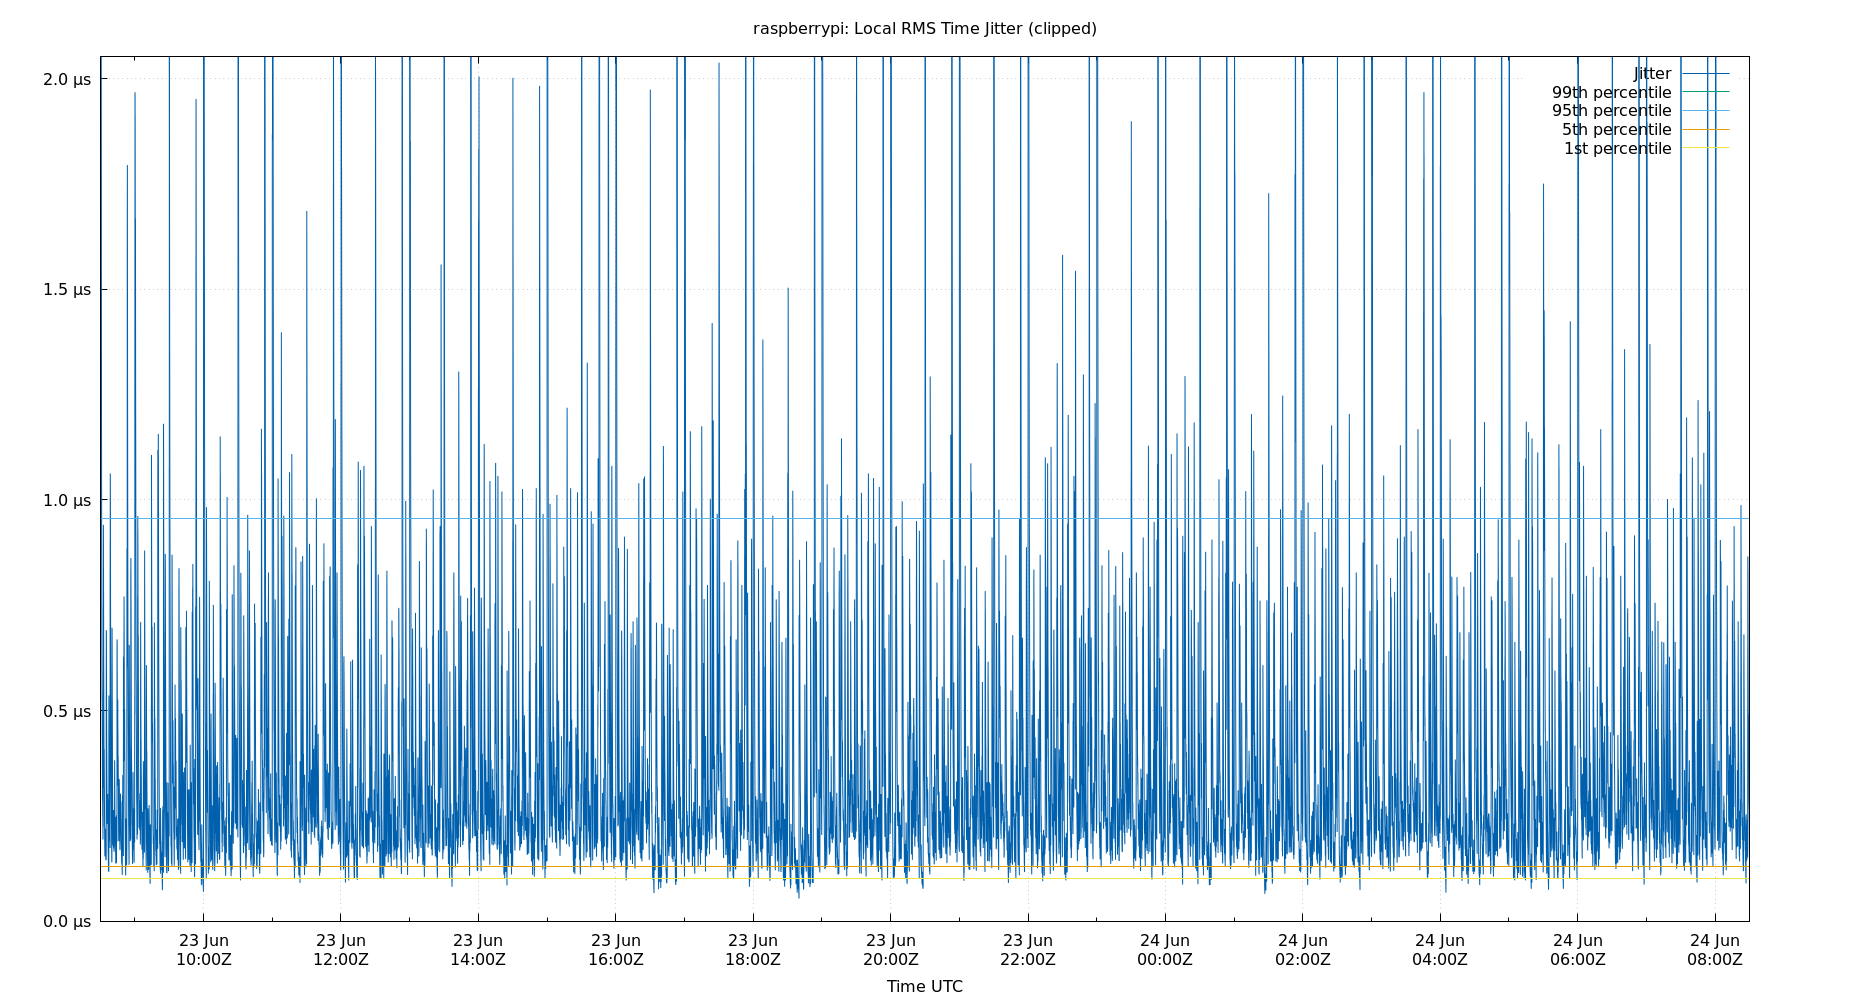 raspberrypi: Local RMS Time Jitter (clipped)
2.0 µs
1.5 µs
1.0 µs
0.5 µs
0.0 µs
Jitter
99th percentile
95th percentile
5th percentile
1st percentile
23 Jun 23 Jun 23 Jun 23 Jun 23 Jun 23 Jun 23 Jun 24 Jun 24 Jun 24 Jun 24 Jun 24 Jun
10:00Z 12:00Z 14:00Z 16:00Z 18:00Z 20:00Z 22:00Z 00:00Z 02:00Z 04:00Z 06:00Z 08:00Z
Time UTC